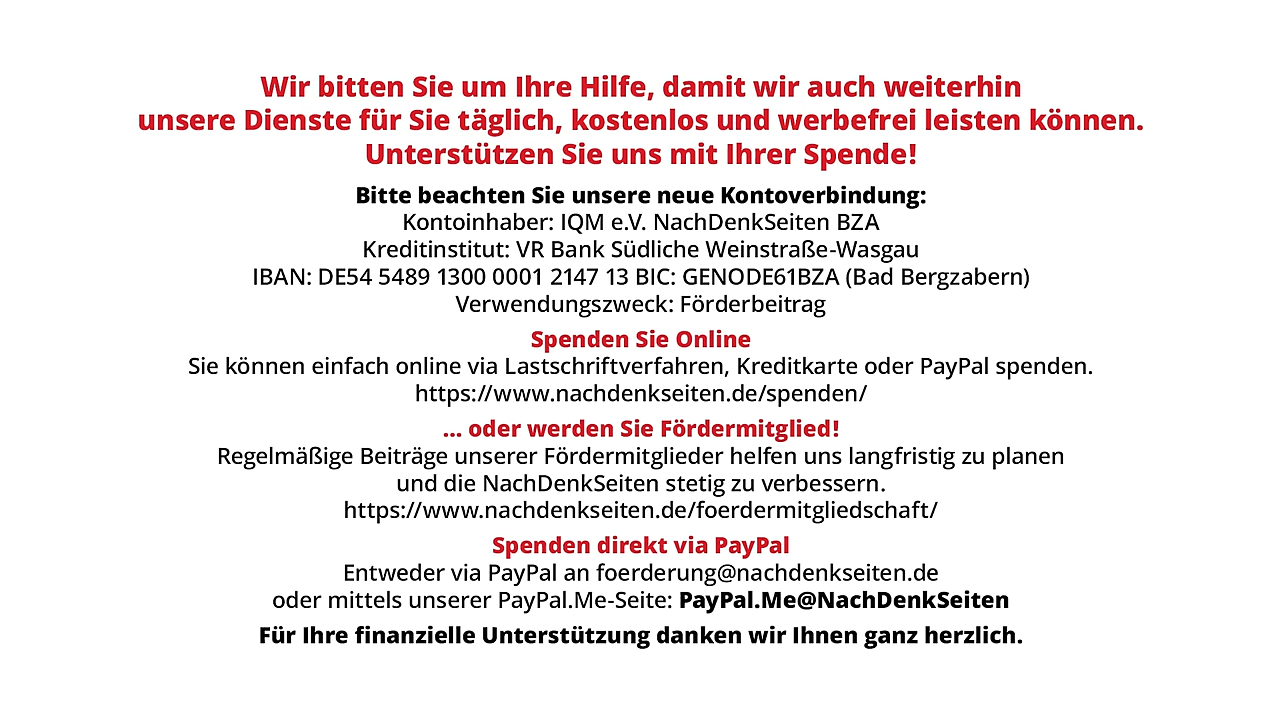 Wir bitten Sie um Ihre Hilfe, damit wir auch weiterhin
unsere Dienste für Sie täglich, kostenlos und werbefrei leisten können.
Unterstützen Sie uns mit Ihrer Spende!
Bitte beachten Sie unsere neue Kontoverbindung:
Kontoinhaber: IQM e.V. NachDenkSeiten BZA
Kreditinstitut: VR Bank Südliche Weinstraße-Wasgau
IBAN: DE54 5489 1300 0001 2147 13 BIC: GENODE61BZA (Bad Bergzabern)
Verwendungszweck: Förderbeitrag
Spenden Sie Online
Sie können einfach online via Lastschriftverfahren, Kreditkarte oder PayPal spenden.
https://www.nachdenkseiten.de/spenden/
... oder werden Sie Fördermitglied!
Regelmäßige Beiträge unserer Fördermitglieder helfen uns langfristig zu planen
und die NachDenkSeiten stetig zu verbessern.
https://www.nachdenkseiten.de/foerdermitgliedschaft/
Spenden direkt via PayPal
Entweder via PayPal an foerderung@nachdenkseiten.de
oder mittels unserer PayPal.Me-Seite: PayPal.Me@NachDenkSeiten
Für Ihre finanzielle Unterstützung danken wir Ihnen ganz herzlich.